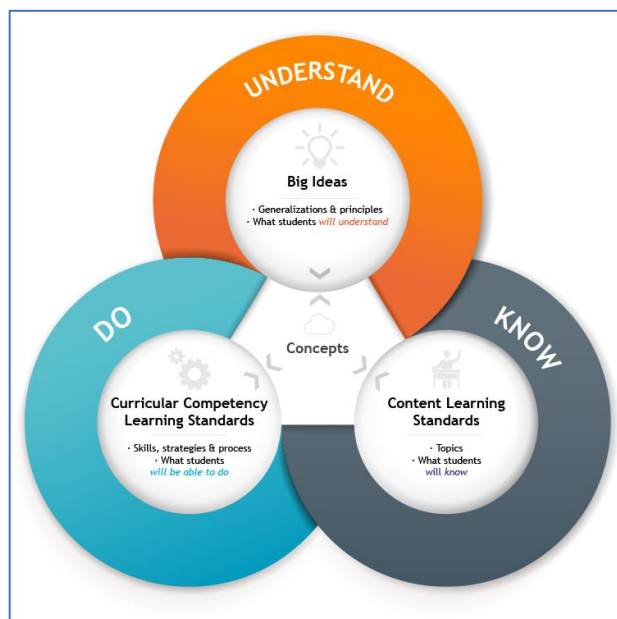 UNDERSTAND
Big Ideas
· Generalizations & principles
· What students will understand
DO
KNOW
Concepts
Curricular Competency
Learning Standards
· Skills, strategies & process
· What students
will be able to do
Content Learning
Standards
· Topics
· What students
will know